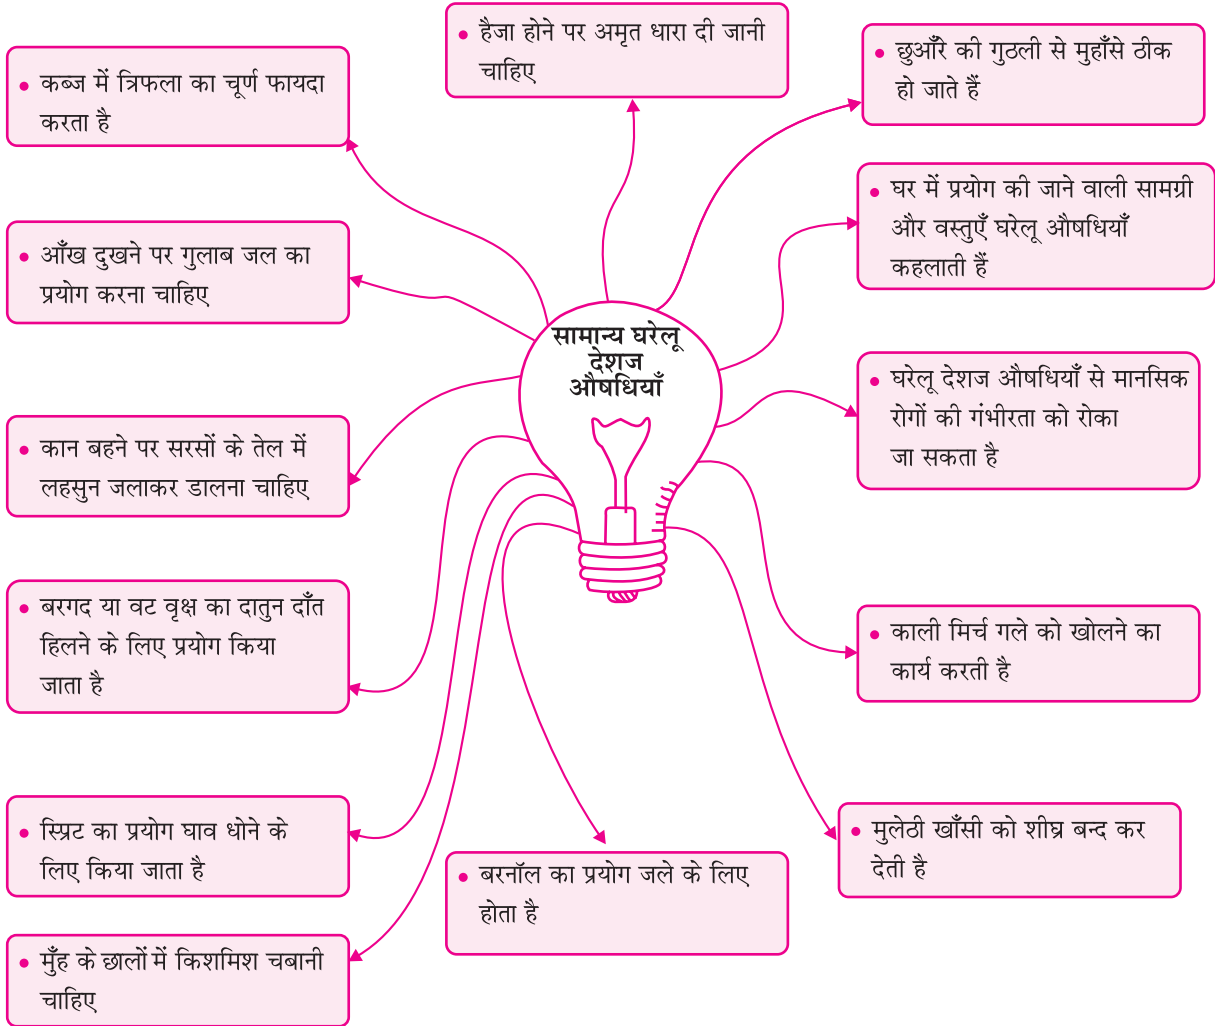 हैजा होने पर अमृत धारा दी जानी
चाहिए
छुआँरे की गुठली से मुहाँसे ठीक
हो जाते हैं
कब्ज में त्रिफला का चूर्ण फायदा
करता है
घर में प्रयोग की जाने वाली सामग्री
और वस्तुएँ घरेलू औषधियाँ
कहलाती हैं
आँख दुखने पर गुलाब जल का
प्रयोग करना चाहिए
सामान्य घरेलू
देशज
औषधियाँ
घरेलू देशज औषधियाँ से मानसिक
रोगों की गंभीरता को रोका
जा सकता है
कान बहने पर सरसों के तेल में
लहसुन जलाकर डालना चाहिए
बरगद या वट वृक्ष का दातुन दाँत
हिलने के लिए प्रयोग किया
जाता है
काली मिर्च गले को खोलने का
कार्य करती है
स्प्रिट का प्रयोग घाव धोने के
लिए किया जाता है
मुलेठी खाँसी को शीघ्र बन्द कर
देती है
बरनॉल का प्रयोग जले के लिए
होता है
मुँह के छालों में किशमिश चबानी
चाहिए